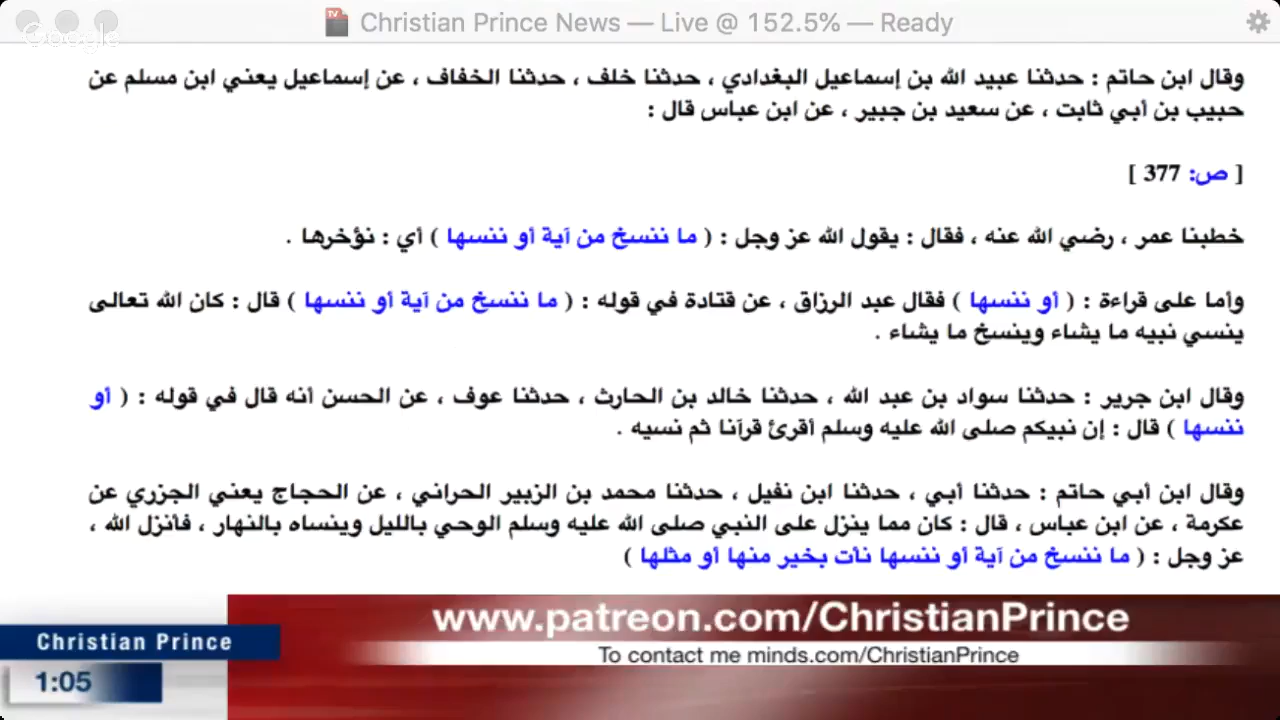 Christian Prince News — Live @ 152.5% — Ready
Google
وقال ابن حاتم : حدثنا عبيد الله بن إسماعيل البغدادي ، حدثنا خلف ، حدثنا الخفاف ، عن إسماعيل يعني ابن مسلم عن
حبيب بن أبي ثابت ، عن سعيد بن جبير ، عن ابن عباس قال :
[ ص: 377 ]
خطبنا عمر ، رضي الله عنه ، فقال : يقول الله عز وجل : ( ما ننسخ من آية أو ننسها ) أي : نؤخرها .
وأما على قراءة : ( أو ننسها ) فقال عبد الرزاق ، عن قتادة في قوله : ( ما ننسخ من آية أو ننسها ) قال : كان الله تعالى
ينسي نبيه ما يشاء وينسخ ما يشاء .
وقال ابن جرير : حدثنا سواد بن عبد الله ، حدثنا خالد بن الحارث ، حدثنا عوف ، عن الحسن أنه قال في قوله : ( أو
ننسها ) قال : إن نبيكم صلى الله عليه وسلم أقرئ قرآنا ثم نسيه .
وقال ابن أبي حاتم : حدثنا أبي ، حدثنا ابن نفيل ، حدثنا محمد بن الزبير الحراني ، عن الحجاج يعني الجزري عن
عكرمة ، عن ابن عباس ، قال : كان مما ينزل على النبي صلى الله عليه وسلم الوحي بالليل وينساه بالنهار ، فأنزل الله ،
عز وجل : ( ما ننسخ من آية أو ننسها نأت بخير منها أو مثلها )
www.patreon.com/ChristianPrince
Christian Prince
To contact me minds.com/ChristianPrince
1:05